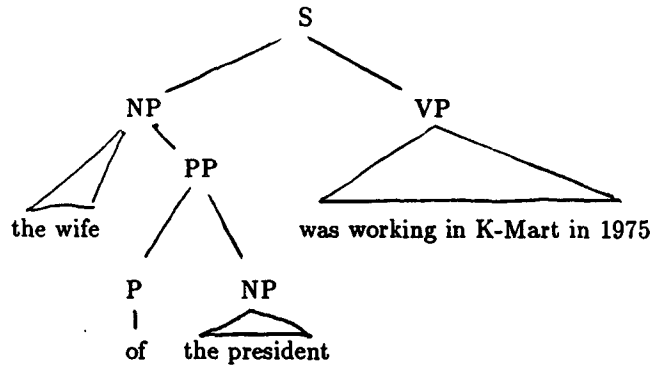 S
NP VP
PP
the wife was working in K-Mart in 1975
P NP
of the president